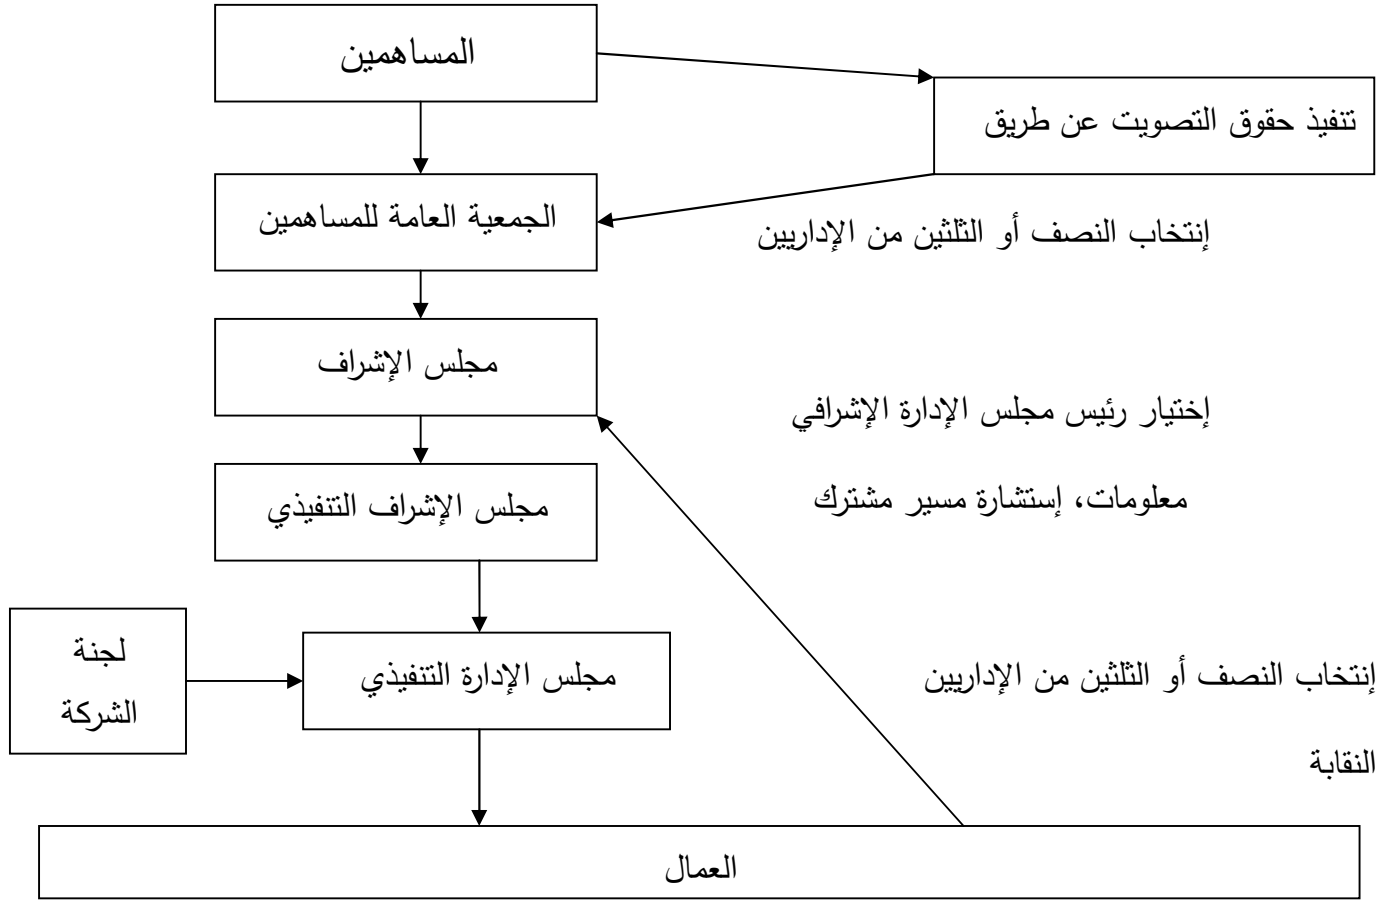 المساهمين
تنفيذ حقوق التصويت عن طريق
الجمعية العامة للمساهمين
إنتخاب النصف أو الثلثين من الإداريين
مجلس الإشراف
إختيار رئيس مجلس الإدارة الإشرافي
مجلس الإشراف التنفيذي
معلومات، إستشارة مسير مشترك
لجنة
الشركة
مجلس الإدارة التنفيذي
إنتخاب النصف أو الثلثين من الإداريين
النقابة
العمال